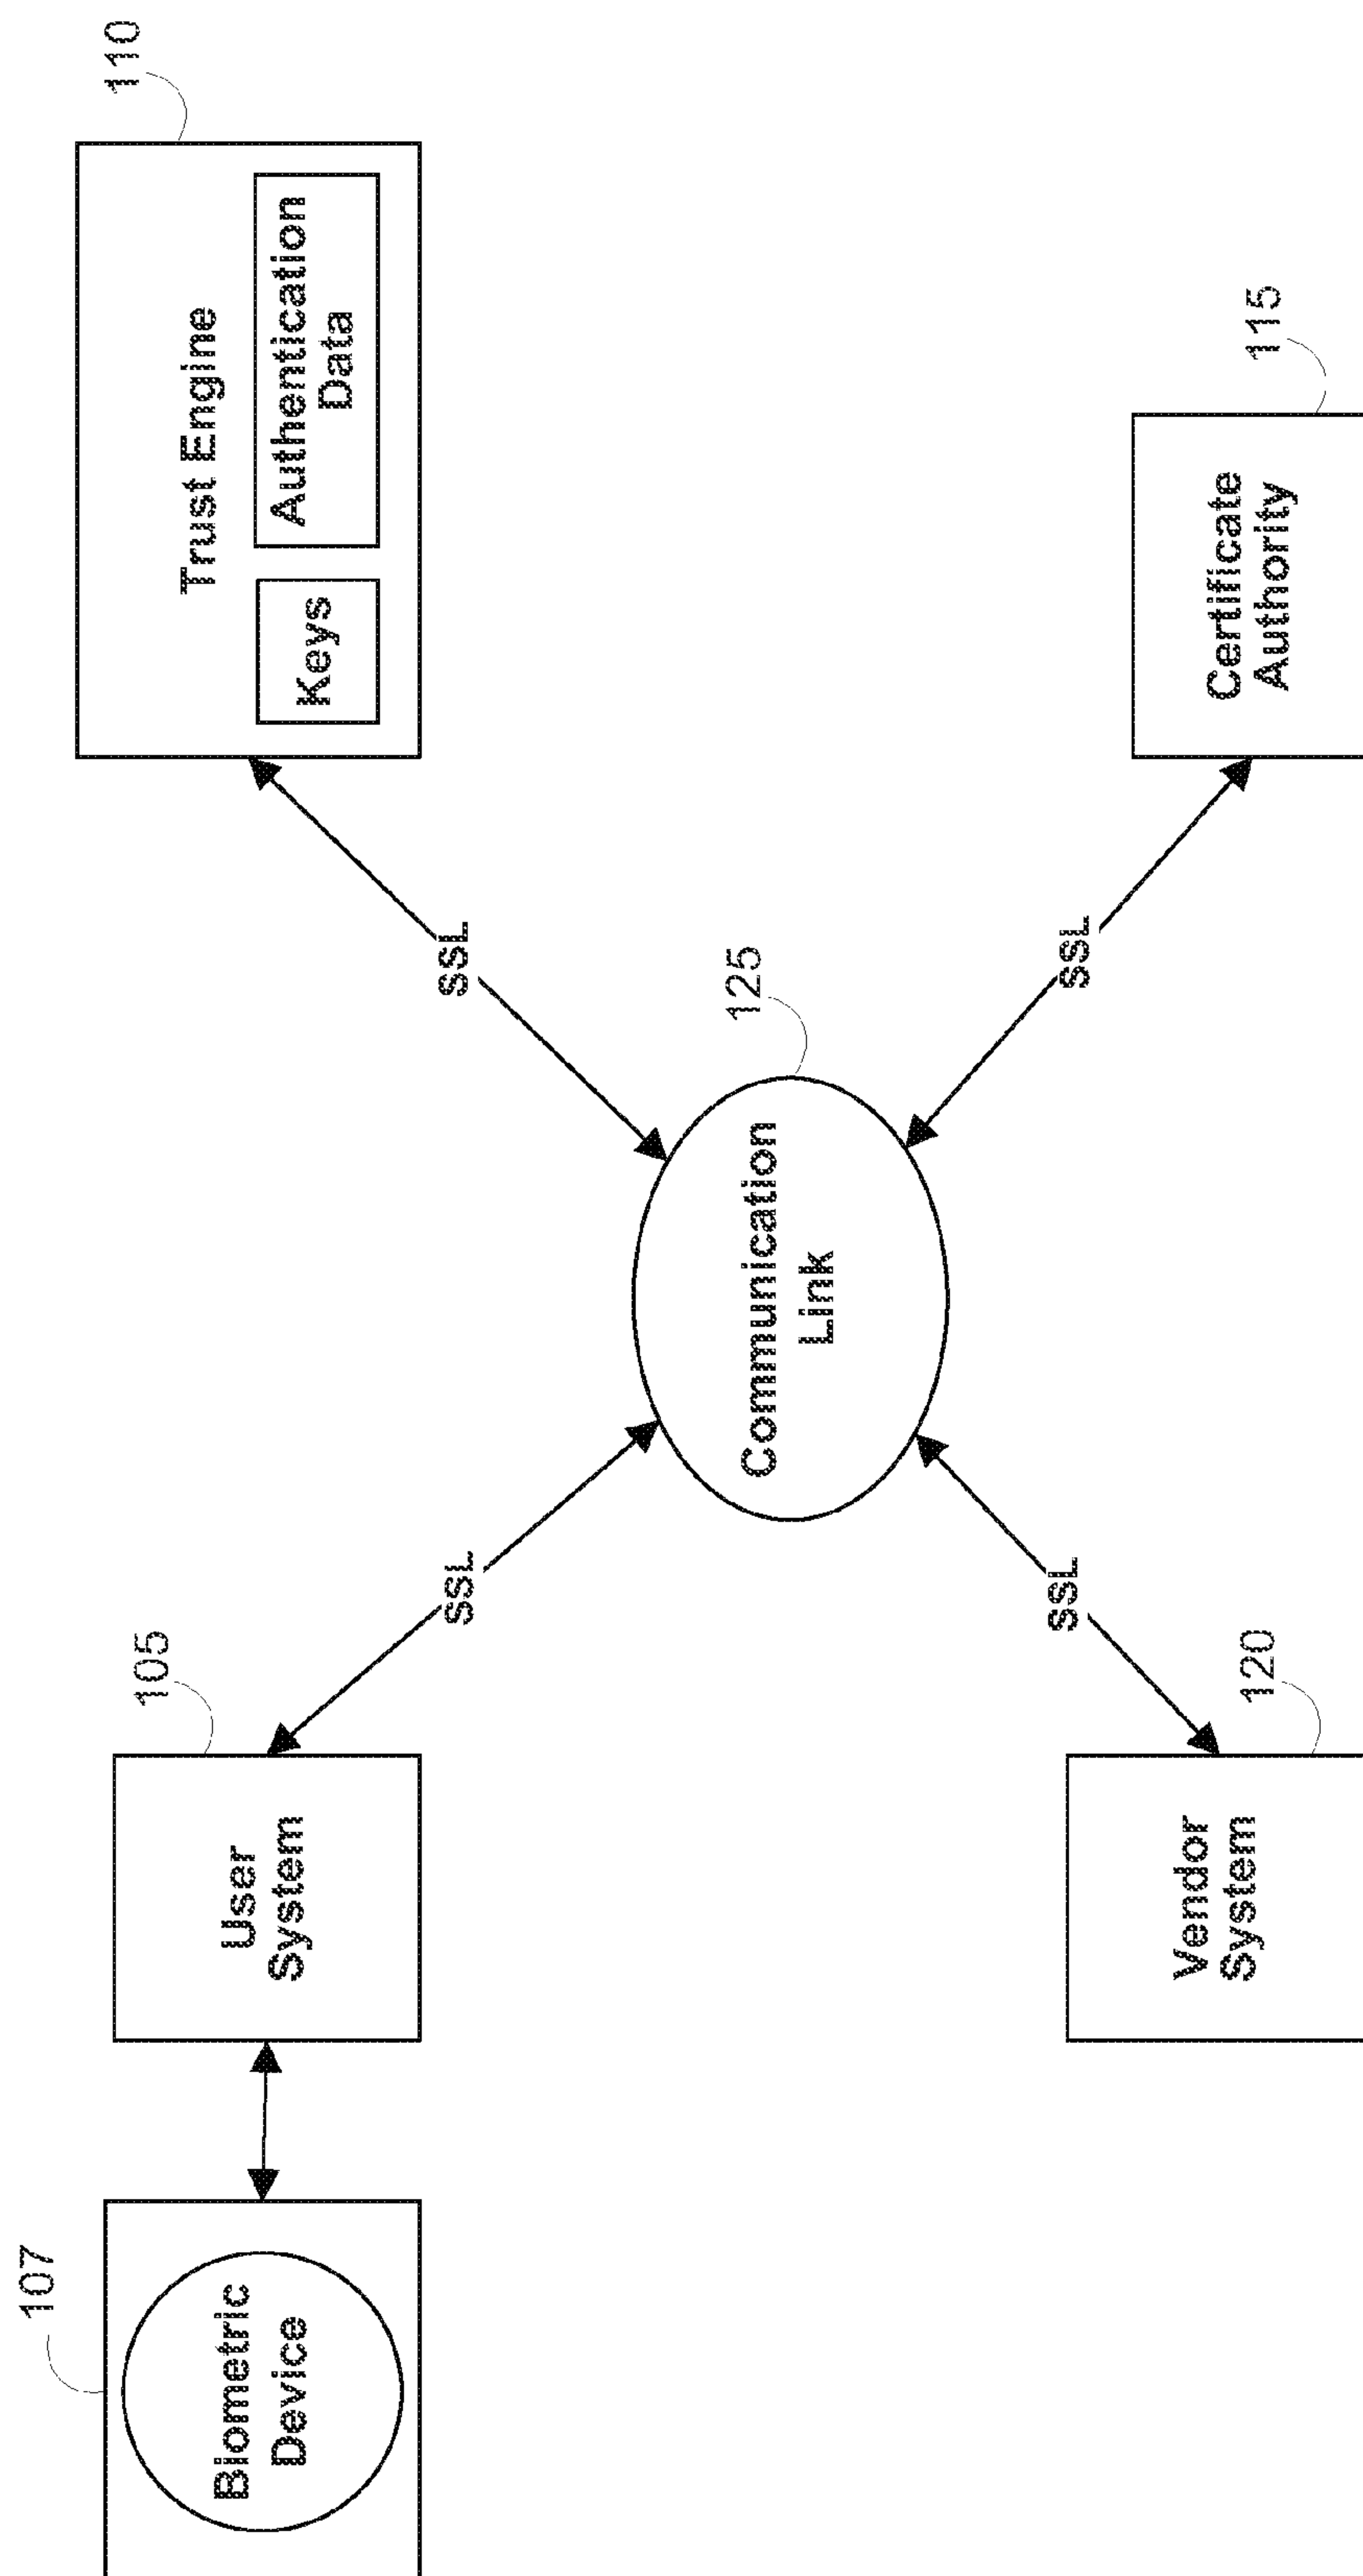 107
Biometric
Device
105
User
System
SSL
110
Trust Engine
Keys
Authentication
Data
SSL
125
Communication
Link
120
Vendor
System
SSL
115
Certificate
Authority
SSL